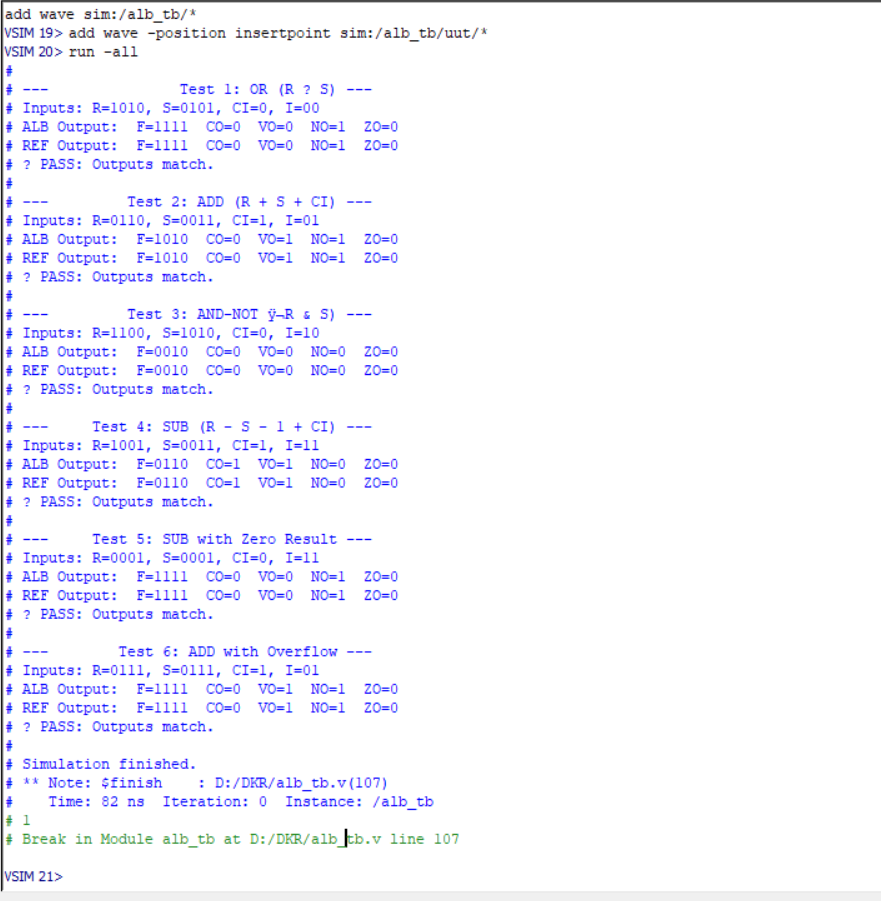 add wave sim:/alb_tb/*
VSIM 19> add wave -position insertpoint sim:/alb_tb/uut/*
VSIM 20> run -all
#
# ---                  Test 1: OR (R ? S) ---
# Inputs: R=1010, S=0101, CI=0, I=00
# ALB Output:  F=1111  CO=0  VO=0  NO=1  ZO=0
# REF Output:  F=1111  CO=0  VO=0  NO=1  ZO=0
# ? PASS: Outputs match.
#
# ---         Test 2: ADD (R + S + CI) ---
# Inputs: R=0110, S=0011, CI=1, I=01
# ALB Output:  F=1010  CO=0  VO=1  NO=1  ZO=0
# REF Output:  F=1010  CO=0  VO=1  NO=1  ZO=0
# ? PASS: Outputs match.
#
# ---         Test 3: AND-NOT ÿ¬R & S) ---
# Inputs: R=1100, S=1010, CI=0, I=10
# ALB Output:  F=0010  CO=0  VO=0  NO=0  ZO=0
# REF Output:  F=0010  CO=0  VO=0  NO=0  ZO=0
# ? PASS: Outputs match.
#
# ---     Test 4: SUB (R - S - 1 + CI) ---
# Inputs: R=1001, S=0011, CI=1, I=11
# ALB Output:  F=0110  CO=1  VO=1  NO=0  ZO=0
# REF Output:  F=0110  CO=1  VO=1  NO=0  ZO=0
# ? PASS: Outputs match.
#
# ---     Test 5: SUB with Zero Result ---
# Inputs: R=0001, S=0001, CI=0, I=11
# ALB Output:  F=1111  CO=0  VO=0  NO=1  ZO=0
# REF Output:  F=1111  CO=0  VO=0  NO=1  ZO=0
# ? PASS: Outputs match.
#
# ---        Test 6: ADD with Overflow ---
# Inputs: R=0111, S=0111, CI=1, I=01
# ALB Output:  F=1111  CO=0  VO=1  NO=1  ZO=0
# REF Output:  F=1111  CO=0  VO=1  NO=1  ZO=0
# ? PASS: Outputs match.
#
# Simulation finished.
# ** Note: $finish    : D:/DKR/alb_tb.v(107)
#    Time: 82 ns  Iteration: 0  Instance: /alb_tb
# 1
# Break in Module alb_tb at D:/DKR/alb_tb.v line 107
VSIM 21>